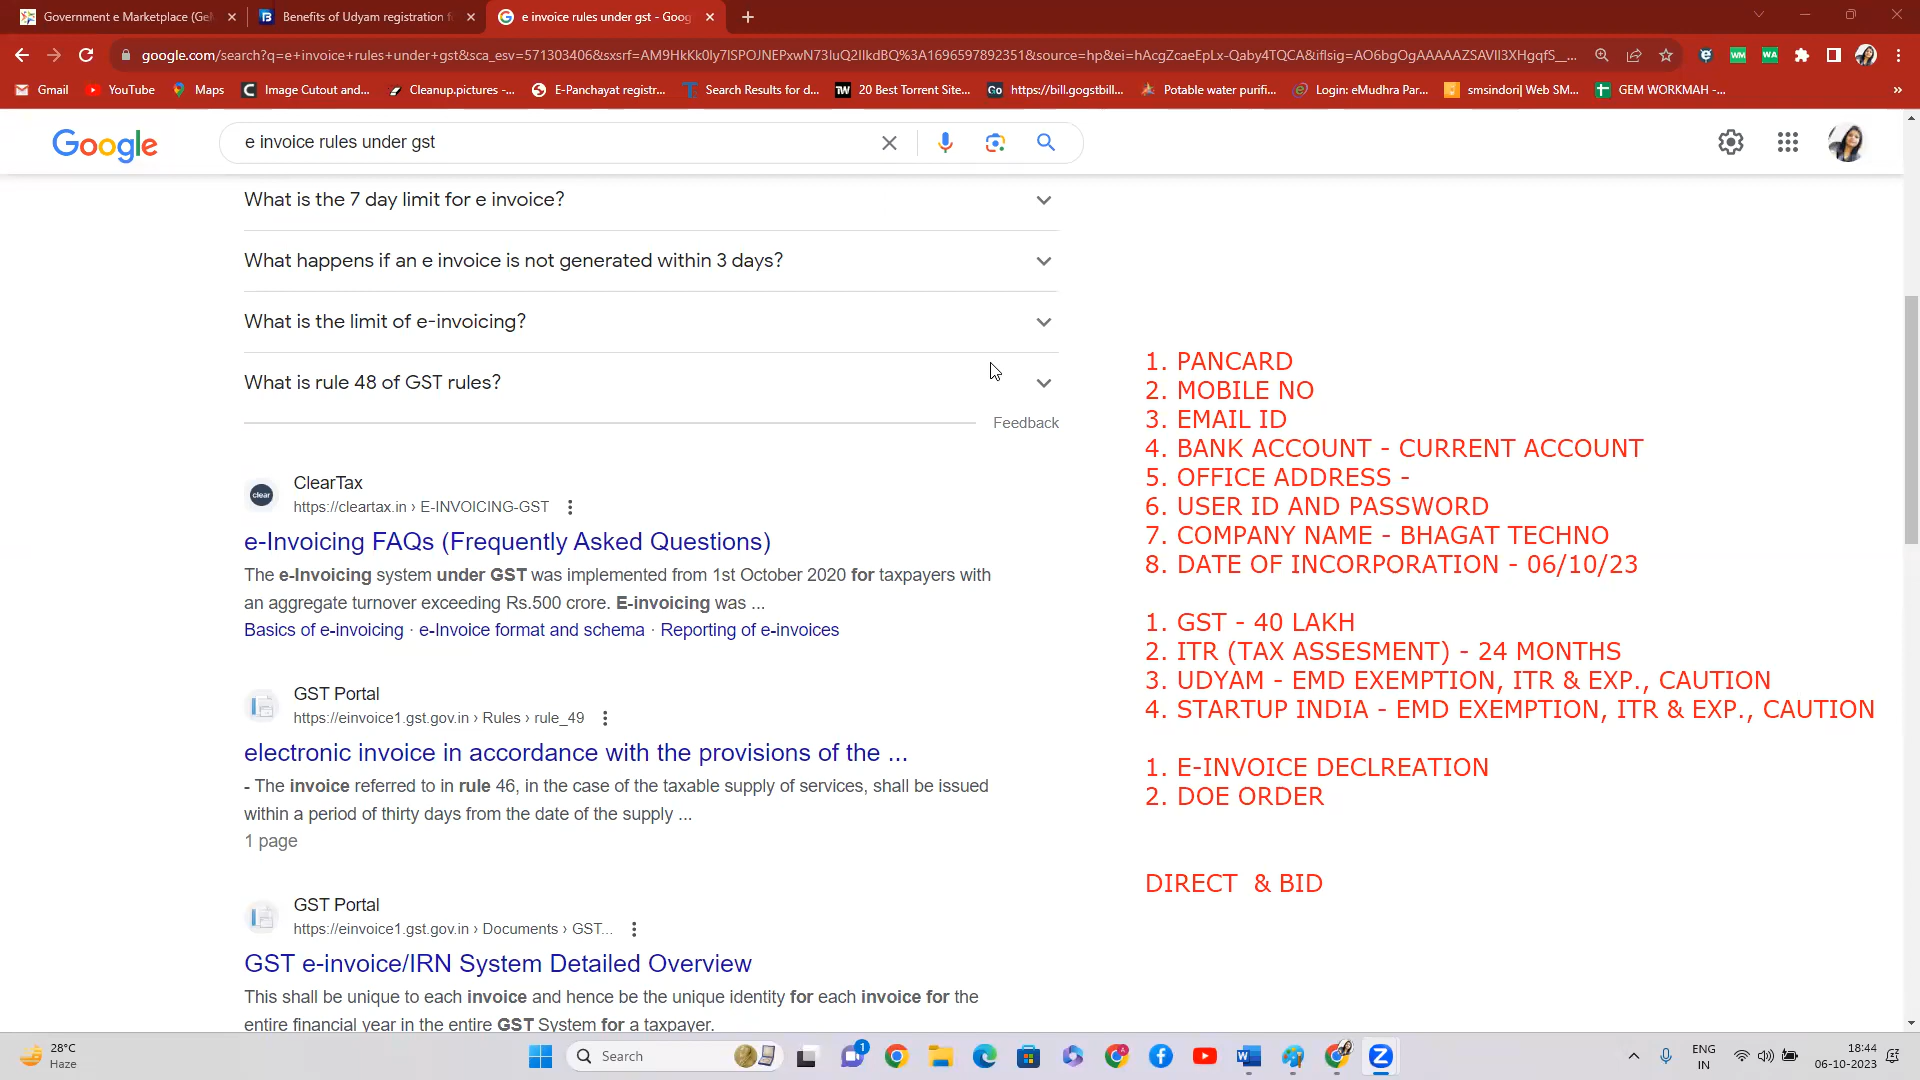 Government e Marketplace (GeM
Benefits of Udyam registration f
e invoice rules under gst - Goog
google.com/search?q=e+invoice+rules+under+gst&sca_esv=571303406&sxsrf=AM9HkKk0Iy7ISPOJNEPxwN73IuQ2IlkdBQ%3A1696597892351&source=hp&ei=hAcgZcaeEpLx-Qaby4TQCA&iflsig=AO6bgOgAAAAAZSAVII3XHgqfS__...
Gmail
YouTube
Maps
Image Cutout and...
Cleanup.pictures -...
E-Panchayat registr...
Search Results for d...
20 Best Torrent Site...
https://bill.gogstbill...
Potable water purifi...
Login: eMudhra Par...
smsindori| Web SM...
GEM WORKMAH -...
»
Google
e invoice rules under gst
What is the 7 day limit for e invoice?
What happens if an e invoice is not generated within 3 days?
What is the limit of e-invoicing?
What is rule 48 of GST rules?
Feedback
clear
ClearTax
https://cleartax.in › E-INVOICING-GST
e-Invoicing FAQs (Frequently Asked Questions)
The e-Invoicing system under GST was implemented from 1st October 2020 for taxpayers with
an aggregate turnover exceeding Rs.500 crore. E-invoicing was ...
Basics of e-invoicing · e-Invoice format and schema · Reporting of e-invoices
GST Portal
https://einvoice1.gst.gov.in › Rules › rule_49
electronic invoice in accordance with the provisions of the ...
- The invoice referred to in rule 46, in the case of the taxable supply of services, shall be issued
within a period of thirty days from the date of the supply ...
1 page
GST Portal
https://einvoice1.gst.gov.in › Documents › GST...
GST e-invoice/IRN System Detailed Overview
This shall be unique to each invoice and hence be the unique identity for each invoice for the
entire financial year in the entire GST System for a taxpayer.
1. PANCARD
2. MOBILE NO
3. EMAIL ID
4. BANK ACCOUNT - CURRENT ACCOUNT
5. OFFICE ADDRESS -
6. USER ID AND PASSWORD
7. COMPANY NAME - BHAGAT TECHNO
8. DATE OF INCORPORATION - 06/10/23
1. GST - 40 LAKH
2. ITR (TAX ASSESMENT) - 24 MONTHS
3. UDYAM - EMD EXEMPTION, ITR & EXP., CAUTION
4. STARTUP INDIA - EMD EXEMPTION, ITR & EXP., CAUTION
1. E-INVOICE DECLREATION
2. DOE ORDER
DIRECT & BID
28°C
Haze
Search
1
ENG
IN
18:44
06-10-2023